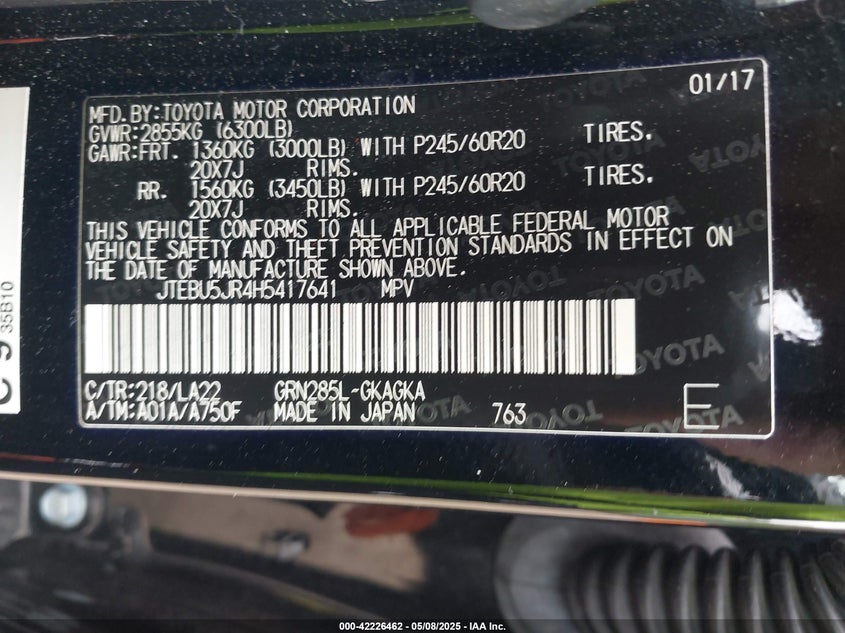 01/17
MFD.BY:TOYOTA MOTOR CORPORATION
GVWR:2855KG (6300LB)
GAWR:FRT. 1360KG (3000LB) WITH P245/60R20 TIRES.
20X7J RIMS.
RR. 1560KG (3450LB) WITH P245/60R20 TIRES.
20X7J RIMS.
THIS VEHICLE CONFORMS TO ALL APPLICABLE FEDERAL MOTOR
VEHICLE SAFETY AND THEFT PREVENTION STANDARDS IN EFFECT ON
THE DATE OF MANUFACTURE SHOWN ABOVE.
JTEBU5JR4H5417641 MPV
C/TR:218/LA22 GRN285L-GKAGKA
A/TM:A01A/A750F MADE IN JAPAN 763 E
TOYOTA
35B10
000-42226462 - 05/08/2025 - IAA Inc.